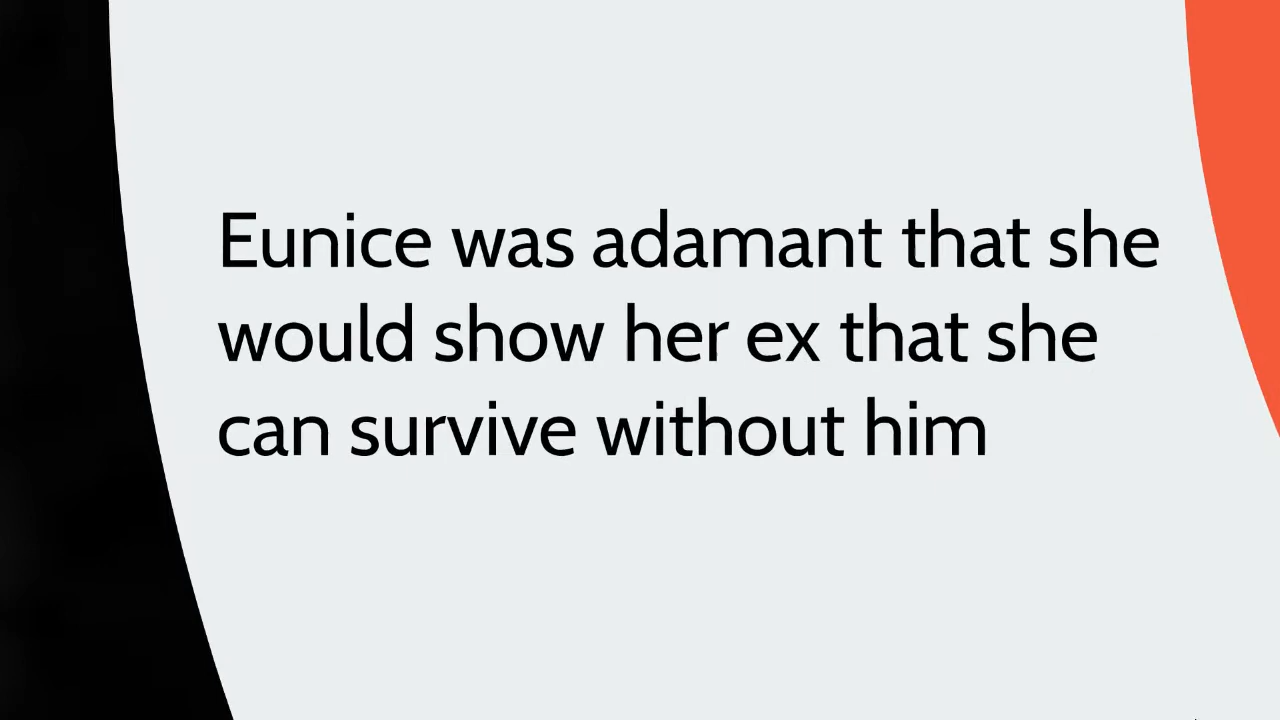 Eunice was adamant that she
would show her ex that she
can survive without him